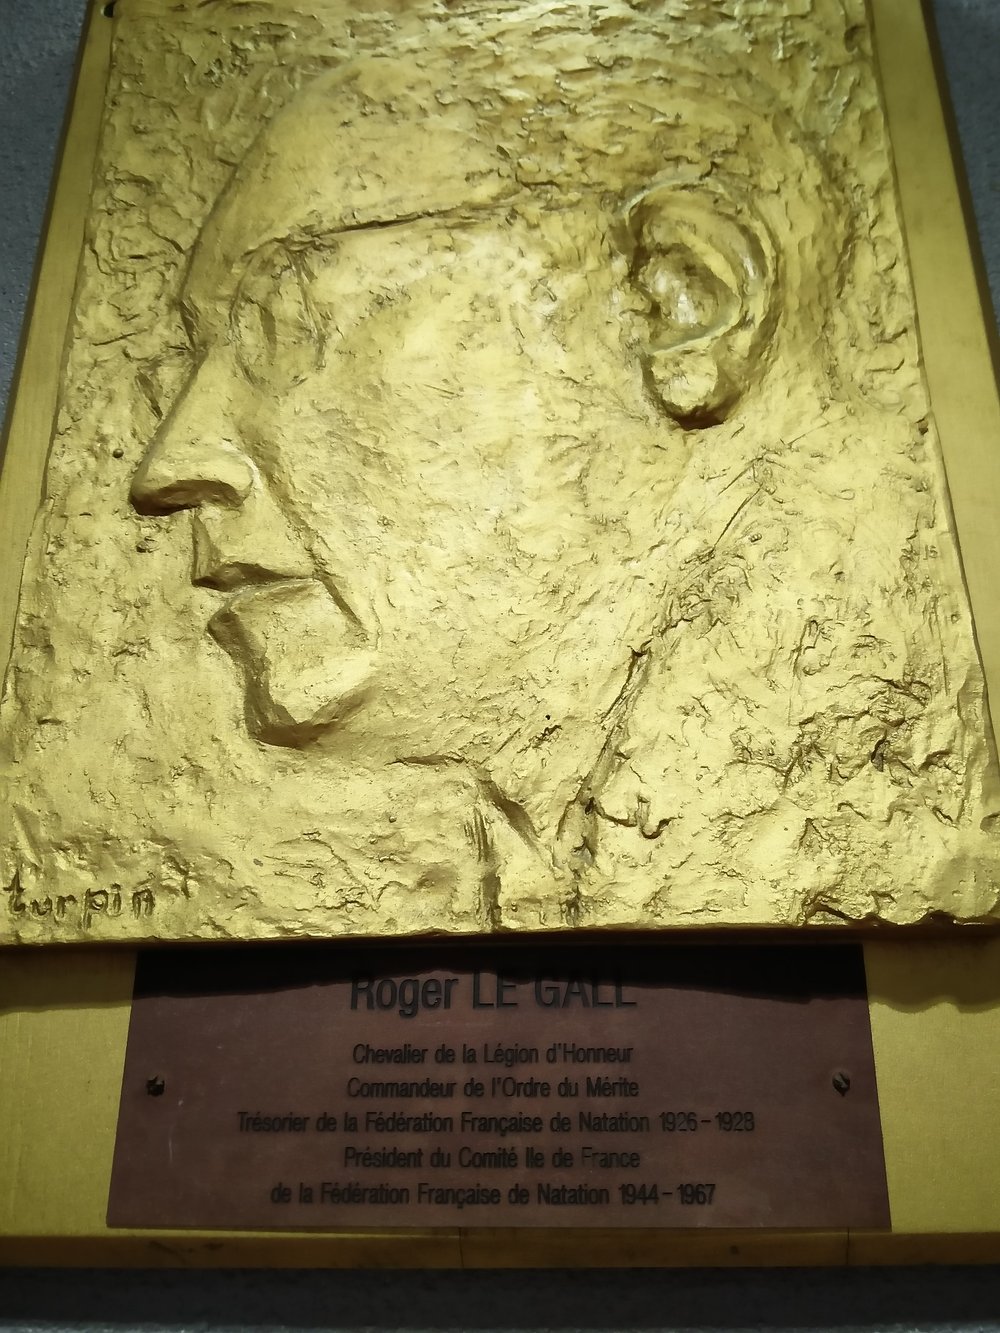 turpin
Roger LE GALL
Chevalier de la Légion d'Honneur
Commandeur de l'Ordre du Mérite
Trésorier de la Fédération Française de Natation 1926-1928
Président du Comité Ile de France
de la Fédération Française de Natation 1944-1967